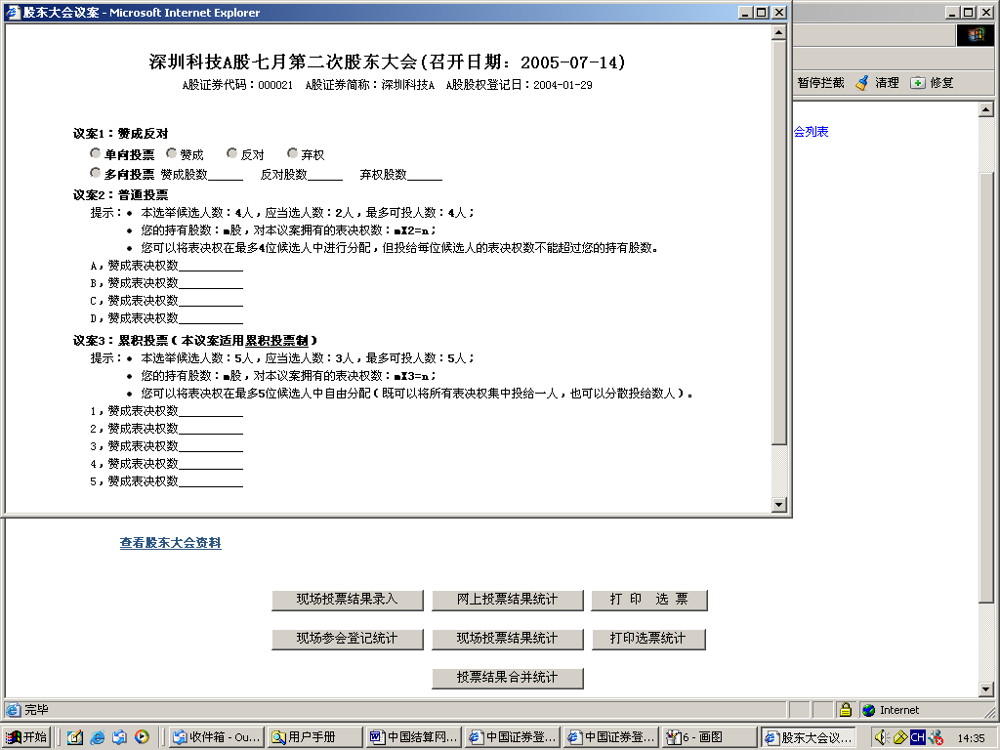 股东大会议案 - Microsoft Internet Explorer
深圳科技A股七月第二次股东大会(召开日期：2005-07-14)
A股证券代码：000021 A股证券简称：深圳科技A A股股权登记日：2004-01-29
暂停拦截 清理 修复
会列表
议案1：赞成反对
单向投票 赞成 反对 弃权
多向投票 赞成股数______ 反对股数______ 弃权股数______
议案2：普通投票
提示：• 本选举候选人数：4人，应当选人数：2人，最多可投人数：4人；
• 您的持有股数：m股，对本议案拥有的表决权数：mX2=n；
• 您可以将表决权在最多4位候选人中进行分配，但投给每位候选人的表决权数不能超过您的持有股数。
A，赞成表决权数___________
B，赞成表决权数___________
C，赞成表决权数___________
D，赞成表决权数___________
议案3：累积投票（本议案适用累积投票制）
提示：• 本选举候选人数：5人，应当选人数：3人，最多可投人数：5人；
• 您的持有股数：m股，对本议案拥有的表决权数：mX3=n；
• 您可以将表决权在最多5位候选人中自由分配（既可以将所有表决权集中投给一人，也可以分散投给数人）。
1，赞成表决权数___________
2，赞成表决权数___________
3，赞成表决权数___________
4，赞成表决权数___________
5，赞成表决权数___________
查看股东大会资料
现场投票结果录入 网上投票结果统计 打 印 选 票
现场参会登记统计 现场投票结果统计 打印选票统计
投票结果合并统计
完毕 Internet
开始 收件箱 - Ou... 用户手册 中国结算网... 中国证券登... 中国证券登... 6 - 画图 股东大会议... CH 14:35